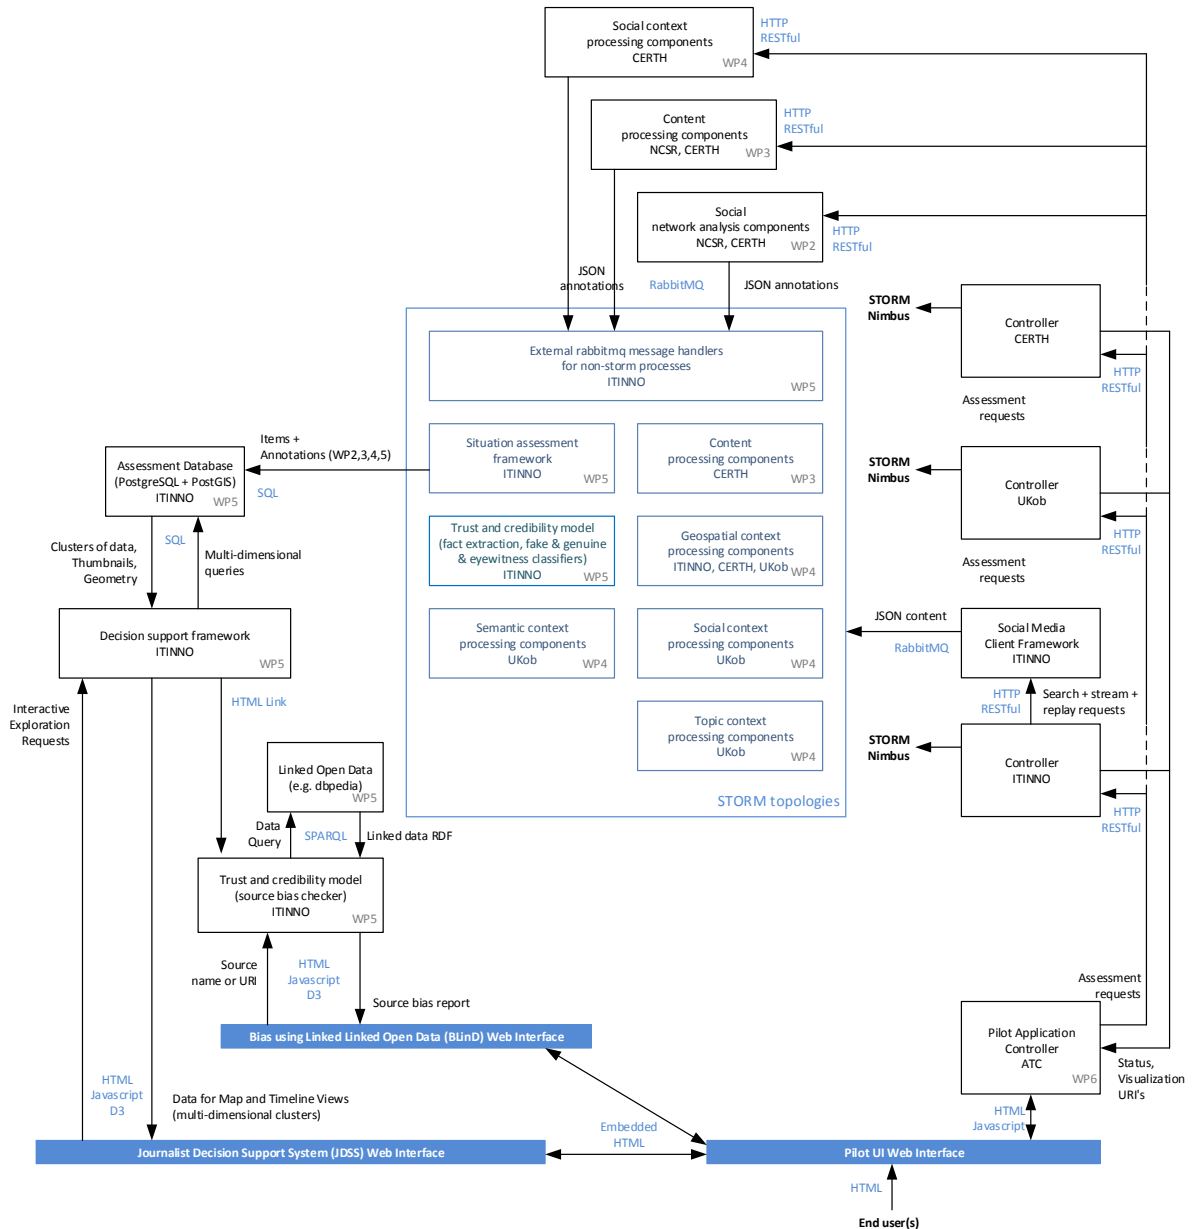 Social context
processing components
CERTH
WP4
HTTP
RESTful
Content
processing components
NCSR, CERTH
WP3
HTTP
RESTful
Social
network analysis components
NCSR, CERTH
WP2
HTTP
RESTful
JSON
annotations
RabbitMQ
JSON annotations
External rabbitmq message handlers
for non-storm processes
ITINNO
WP5
STORM
Nimbus
Controller
CERTH
HTTP
RESTful
Assessment
requests
Items +
Annotations (WP2,3,4,5)
SQL
Situation assessment
framework
ITINNO
WP5
Content
processing components
CERTH
WP3
STORM
Nimbus
Controller
UKob
HTTP
RESTful
Assessment
requests
Assessment Database
(PostgreSQL + PostGIS)
ITINNO
WP5
Clusters of data,
Thumbnails,
Geometry
SQL
Multi-dimensional
queries
Trust and credibility model
(fact extraction, fake & genuine
& eyewitness classifiers)
ITINNO
WP5
Geospatial context
processing components
ITINNO, CERTH, UKob
WP4
Decision support framework
ITINNO
WP5
Semantic context
processing components
UKob
WP4
Social context
processing components
UKob
WP4
JSON content
RabbitMQ
Social Media
Client Framework
ITINNO
HTTP
RESTful
Search + stream +
replay requests
Interactive
Exploration
Requests
HTML Link
Topic context
processing components
UKob
WP4
STORM topologies
STORM
Nimbus
Controller
ITINNO
HTTP
RESTful
Linked Open Data
(e.g. dbpedia)
WP5
Data
Query
SPARQL
Linked data RDF
Trust and credibility model
(source bias checker)
ITINNO
WP5
Source
name or URI
HTML
Javascript
D3
Source bias report
Bias using Linked Linked Open Data (BLinD) Web Interface
Assessment
requests
Pilot Application
Controller
ATC
WP6
Status,
Visualization
URI's
HTML
Javascript
D3
Data for Map and Timeline Views
(multi-dimensional clusters)
HTML
Javascript
Embedded
HTML
Journalist Decision Support System (JDSS) Web Interface
Pilot UI Web Interface
HTML
End user(s)